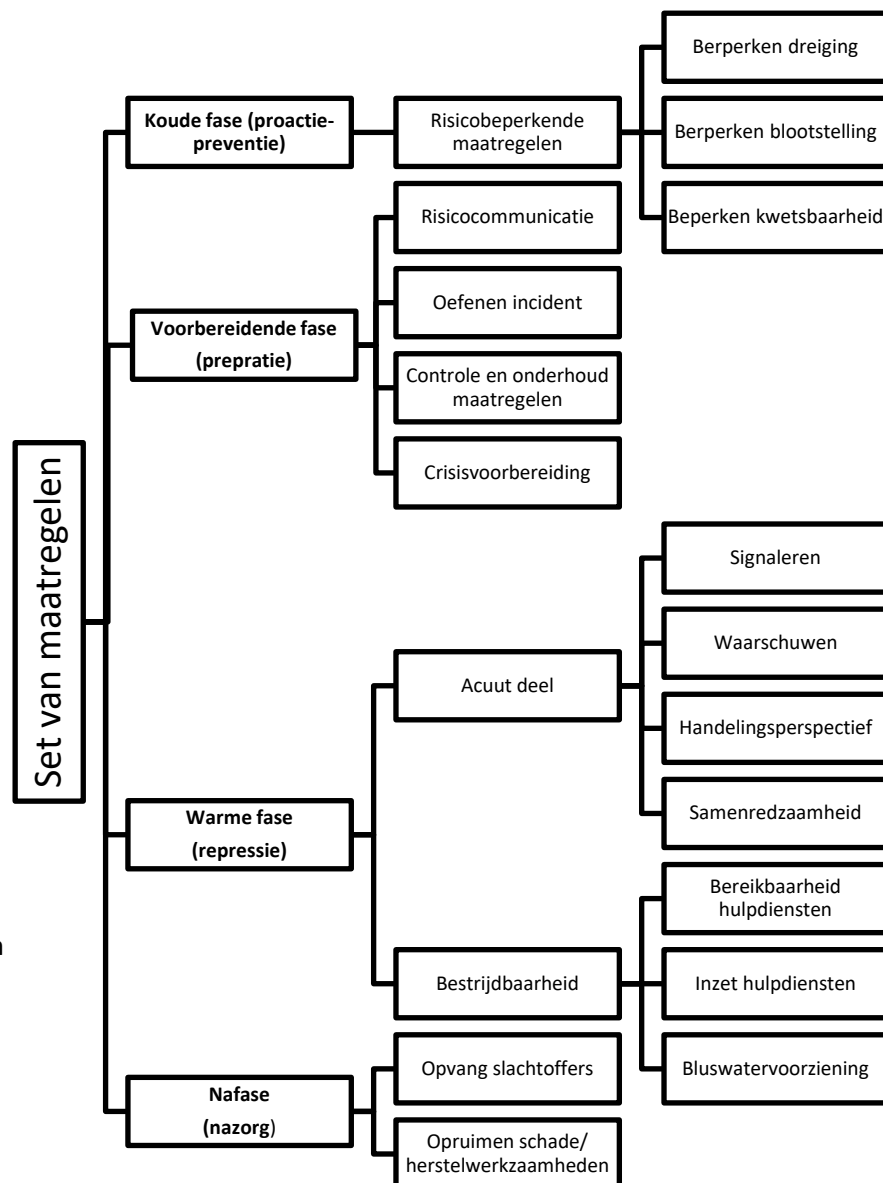 Set van maatregelen
Koude fase (proactie-
preventie)
Risicobeperkende
maatregelen
Berperken dreiging
Berperken blootstelling
Beperken kwetsbaarheid
Voorbereidende fase
(prepratie)
Risicocommunicatie
Oefenen incident
Controle en onderhoud
maatregelen
Crisisvoorbereiding
Warme fase
(repressie)
Acuut deel
Signaleren
Waarschuwen
Handelingsperspectief
Samenredzaamheid
Bestrijdbaarheid
Bereikbaarheid
hulpdiensten
Inzet hulpdiensten
Bluswatervoorziening
Nafase
(nazorg)
Opvang slachtoffers
Opruimen schade/
herstelwerkzaamheden